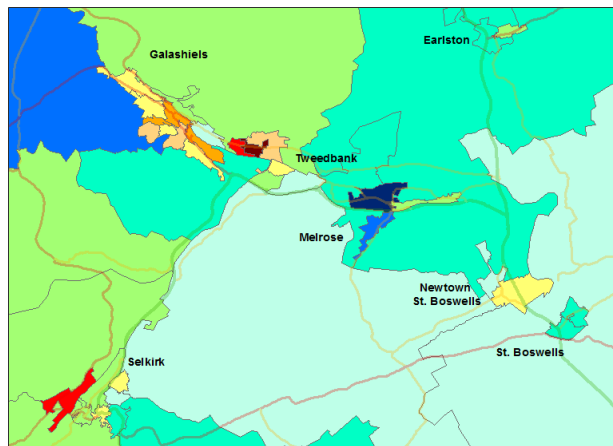 Earlston
Galashiels
Tweedbank
Melrose
Newtown
St. Boswells
St. Boswells
Selkirk